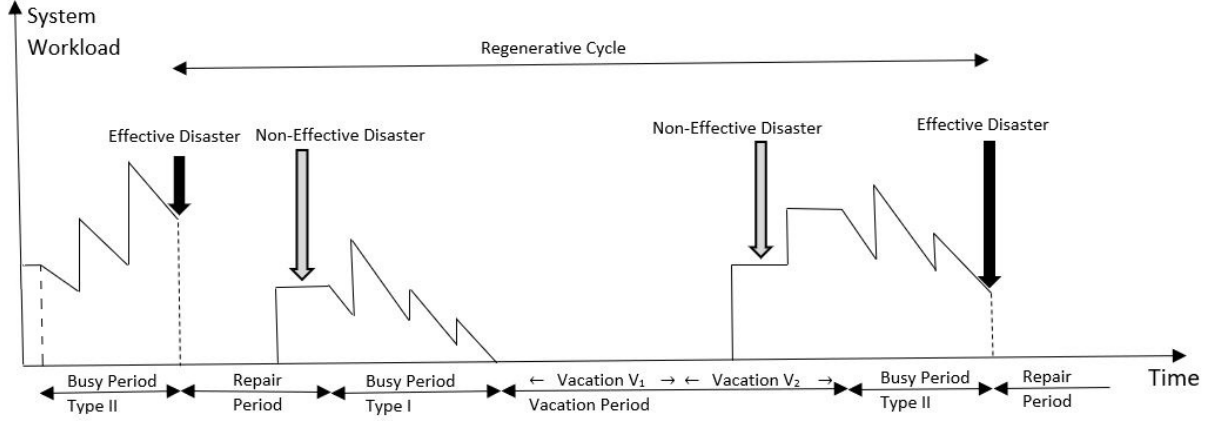 System
Workload
Regenerative Cycle
Effective Disaster
Non-Effective Disaster
Non-Effective Disaster
Effective Disaster
Busy Period
Type II
Repair
Period
Busy Period
Type I
← Vacation V₁ → ← Vacation V₂ →
Vacation Period
Busy Period
Type II
Repair
Period
Time